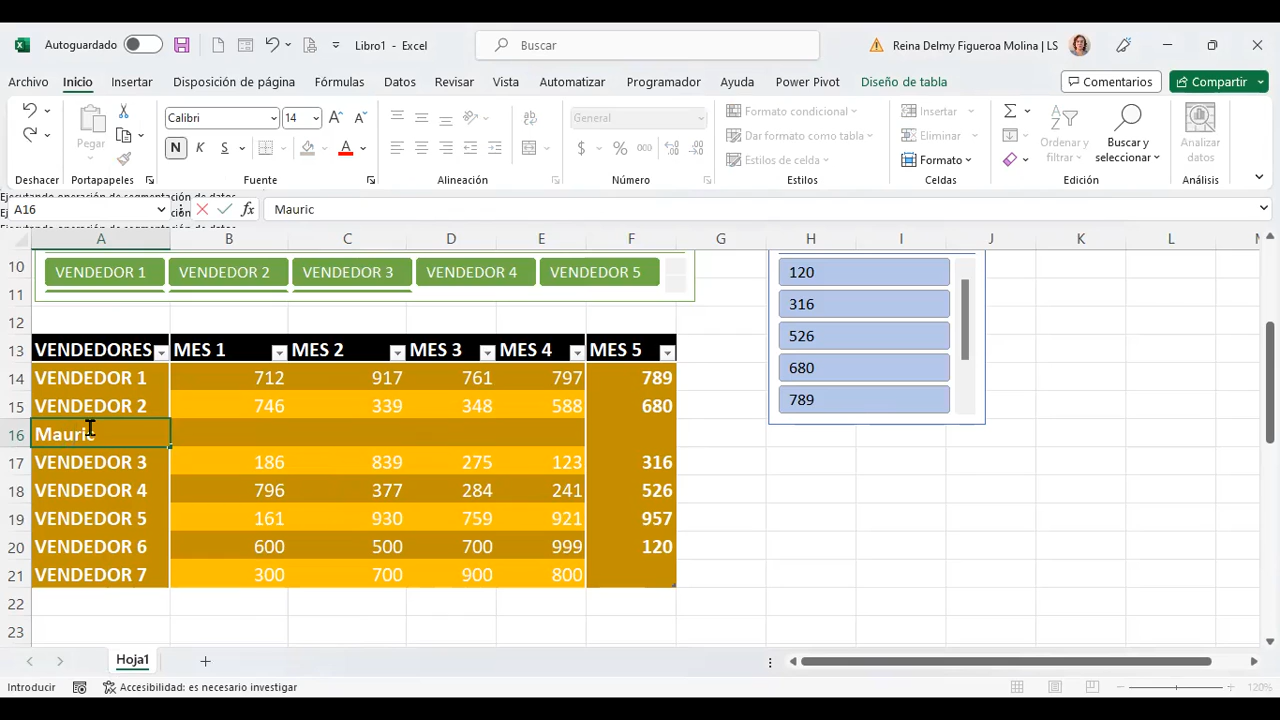 Autoguardado Libro1 - Excel Buscar Reina Delmy Figueroa Molina | LS
Archivo Inicio Insertar Disposición de página Fórmulas Datos Revisar Vista Automatizar Programador Ayuda Power Pivot Diseño de tabla Comentarios Compartir
Pegar Calibri 14 General Formato condicional Insertar
N K S $ % 000 Dar formato como tabla Eliminar Ordenar y filtrar Buscar y seleccionar Analizar datos
Estilos de celda Formato
Deshacer Portapapeles Fuente Alineación Número Estilos Celdas Edición Análisis
A16 fx Mauric
A B C D E F G H I J K L
10 VENDEDOR 1 VENDEDOR 2 VENDEDOR 3 VENDEDOR 4 VENDEDOR 5 120
11 316
12 526
13 VENDEDORES MES 1 MES 2 MES 3 MES 4 MES 5 680
14 VENDEDOR 1 712 917 761 797 789 789
15 VENDEDOR 2 746 339 348 588 680
16 Mauric
17 VENDEDOR 3 186 839 275 123 316
18 VENDEDOR 4 796 377 284 241 526
19 VENDEDOR 5 161 930 759 921 957
20 VENDEDOR 6 600 500 700 999 120
21 VENDEDOR 7 300 700 900 800
22
23
Hoja1
Introducir Accesibilidad: es necesario investigar 120%